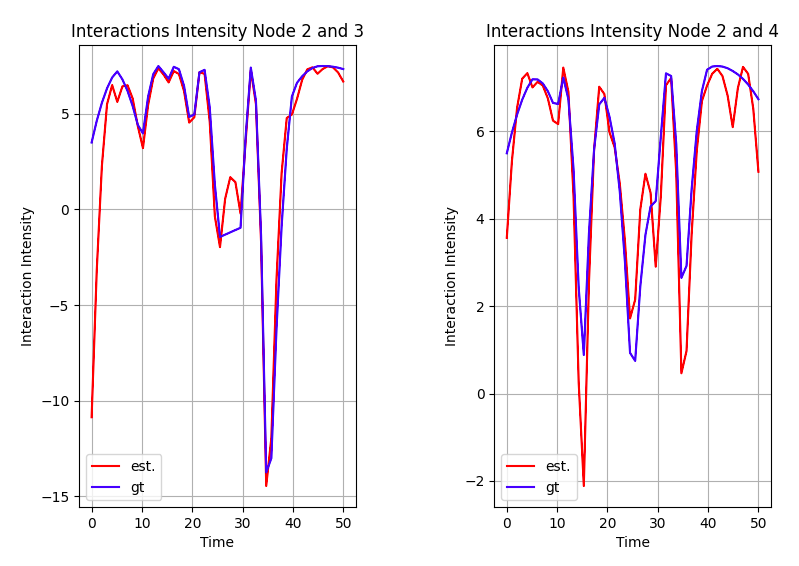 Interactions Intensity Node 2 and 3
Interaction Intensity
5
0
−5
−10
−15
est.
gt
0 10 20 30 40 50
Time
Interactions Intensity Node 2 and 4
Interaction Intensity
6
4
2
0
−2
est.
gt
0 10 20 30 40 50
Time